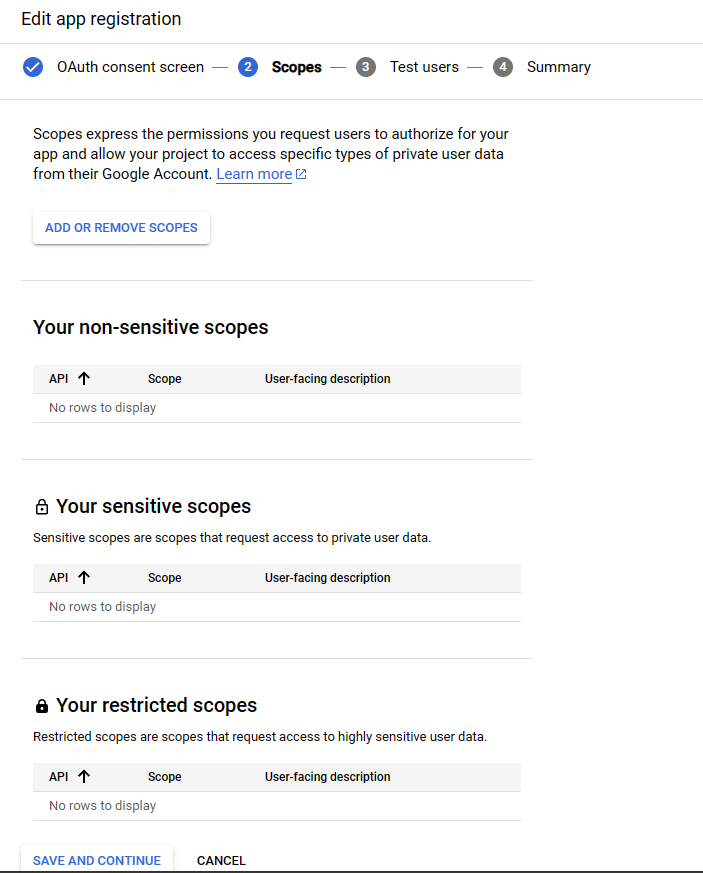 Edit app registration
OAuth consent screen — 2 Scopes — 3 Test users — 4 Summary
Scopes express the permissions you request users to authorize for your
app and allow your project to access specific types of private user data
from their Google Account. Learn more
ADD OR REMOVE SCOPES
Your non-sensitive scopes
API Scope User-facing description
No rows to display
Your sensitive scopes
Sensitive scopes are scopes that request access to private user data.
API Scope User-facing description
No rows to display
Your restricted scopes
Restricted scopes are scopes that request access to highly sensitive user data.
API Scope User-facing description
No rows to display
SAVE AND CONTINUE CANCEL